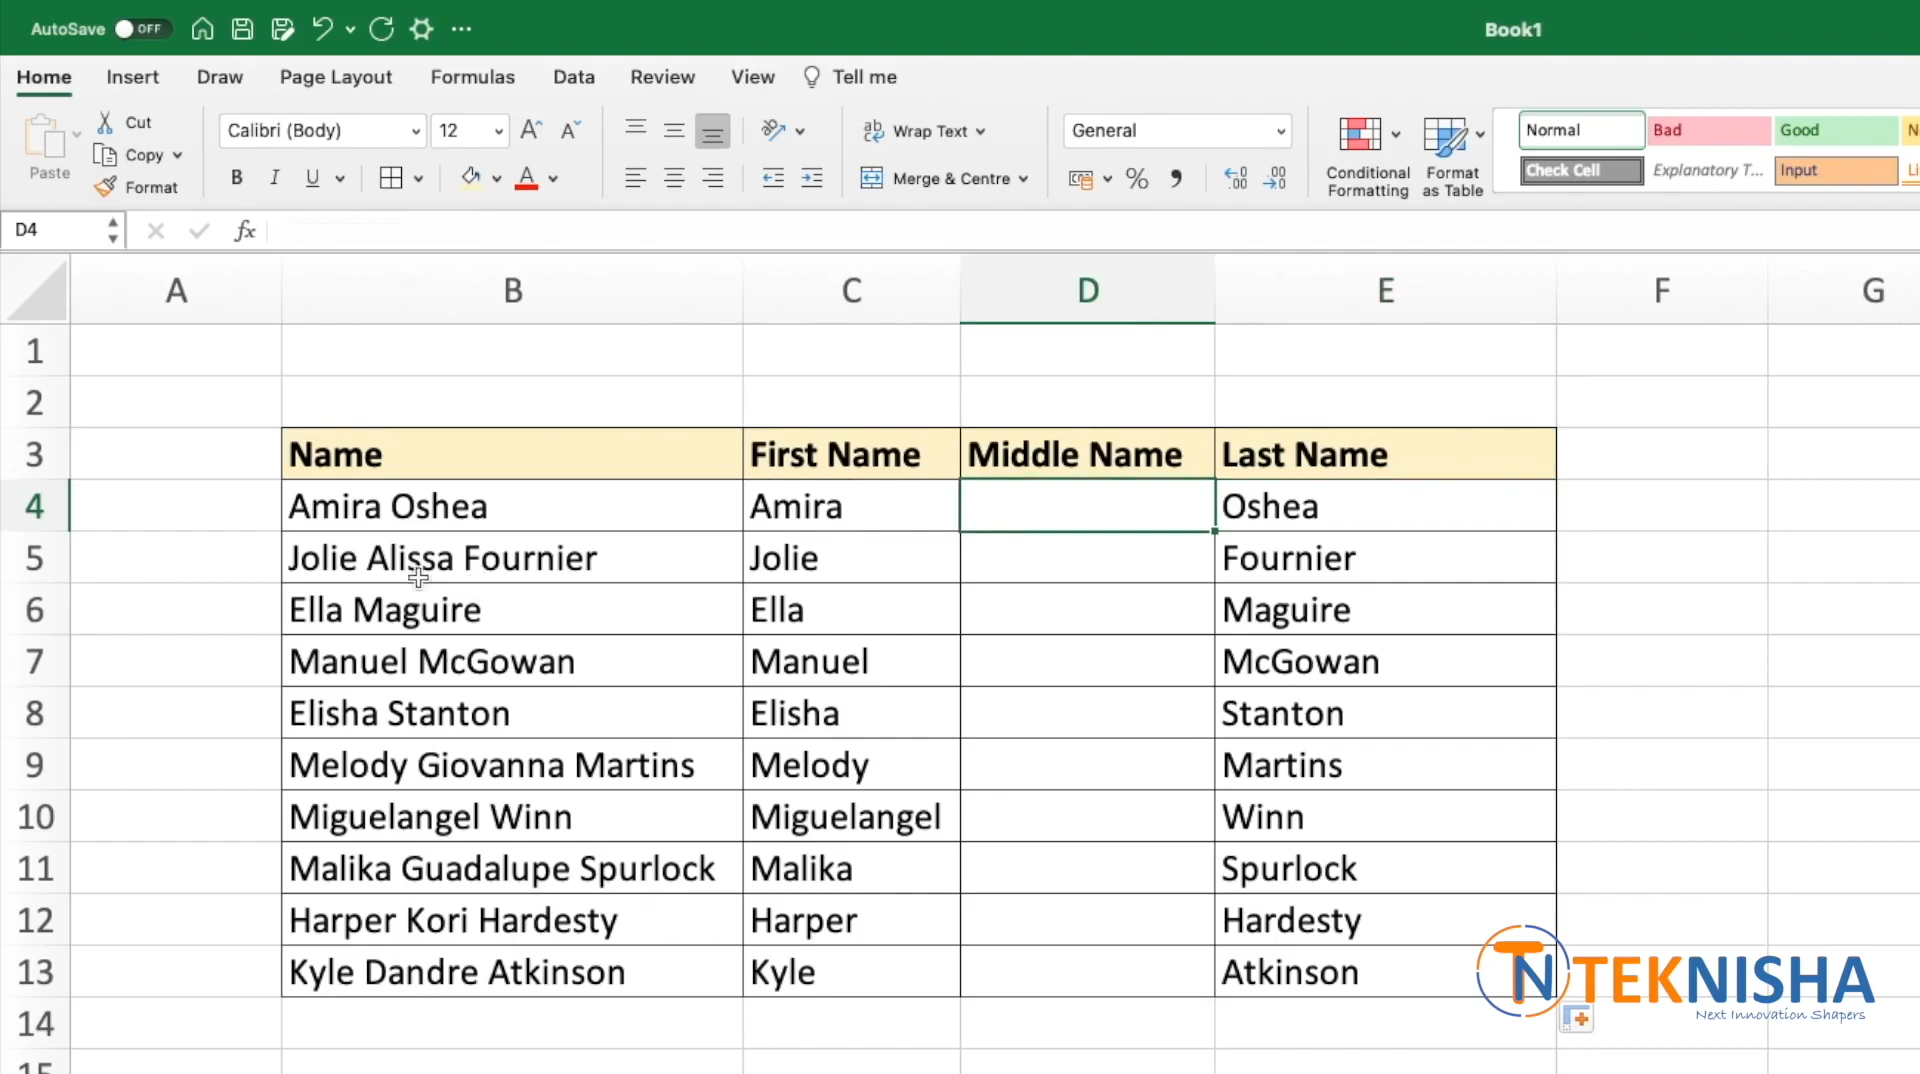 AutoSave OFF Book1
Home Insert Draw Page Layout Formulas Data Review View Tell me
Paste Cut Copy Format
Calibri (Body) 12
B I U A
Wrap Text
Merge & Centre
General
Conditional Formatting
Format as Table
Normal Bad Good N
Check Cell Explanatory T... Input Li
D4 fx
A B C D E F G
1
2
3 Name First Name Middle Name Last Name
4 Amira Oshea Amira Oshea
5 Jolie Alissa Fournier Jolie Fournier
6 Ella Maguire Ella Maguire
7 Manuel McGowan Manuel McGowan
8 Elisha Stanton Elisha Stanton
9 Melody Giovanna Martins Melody Martins
10 Miguelangel Winn Miguelangel Winn
11 Malika Guadalupe Spurlock Malika Spurlock
12 Harper Kori Hardesty Harper Hardesty
13 Kyle Dandre Atkinson Kyle Atkinson
14
15
TN TEKNISHA
Next Innovation Shapers